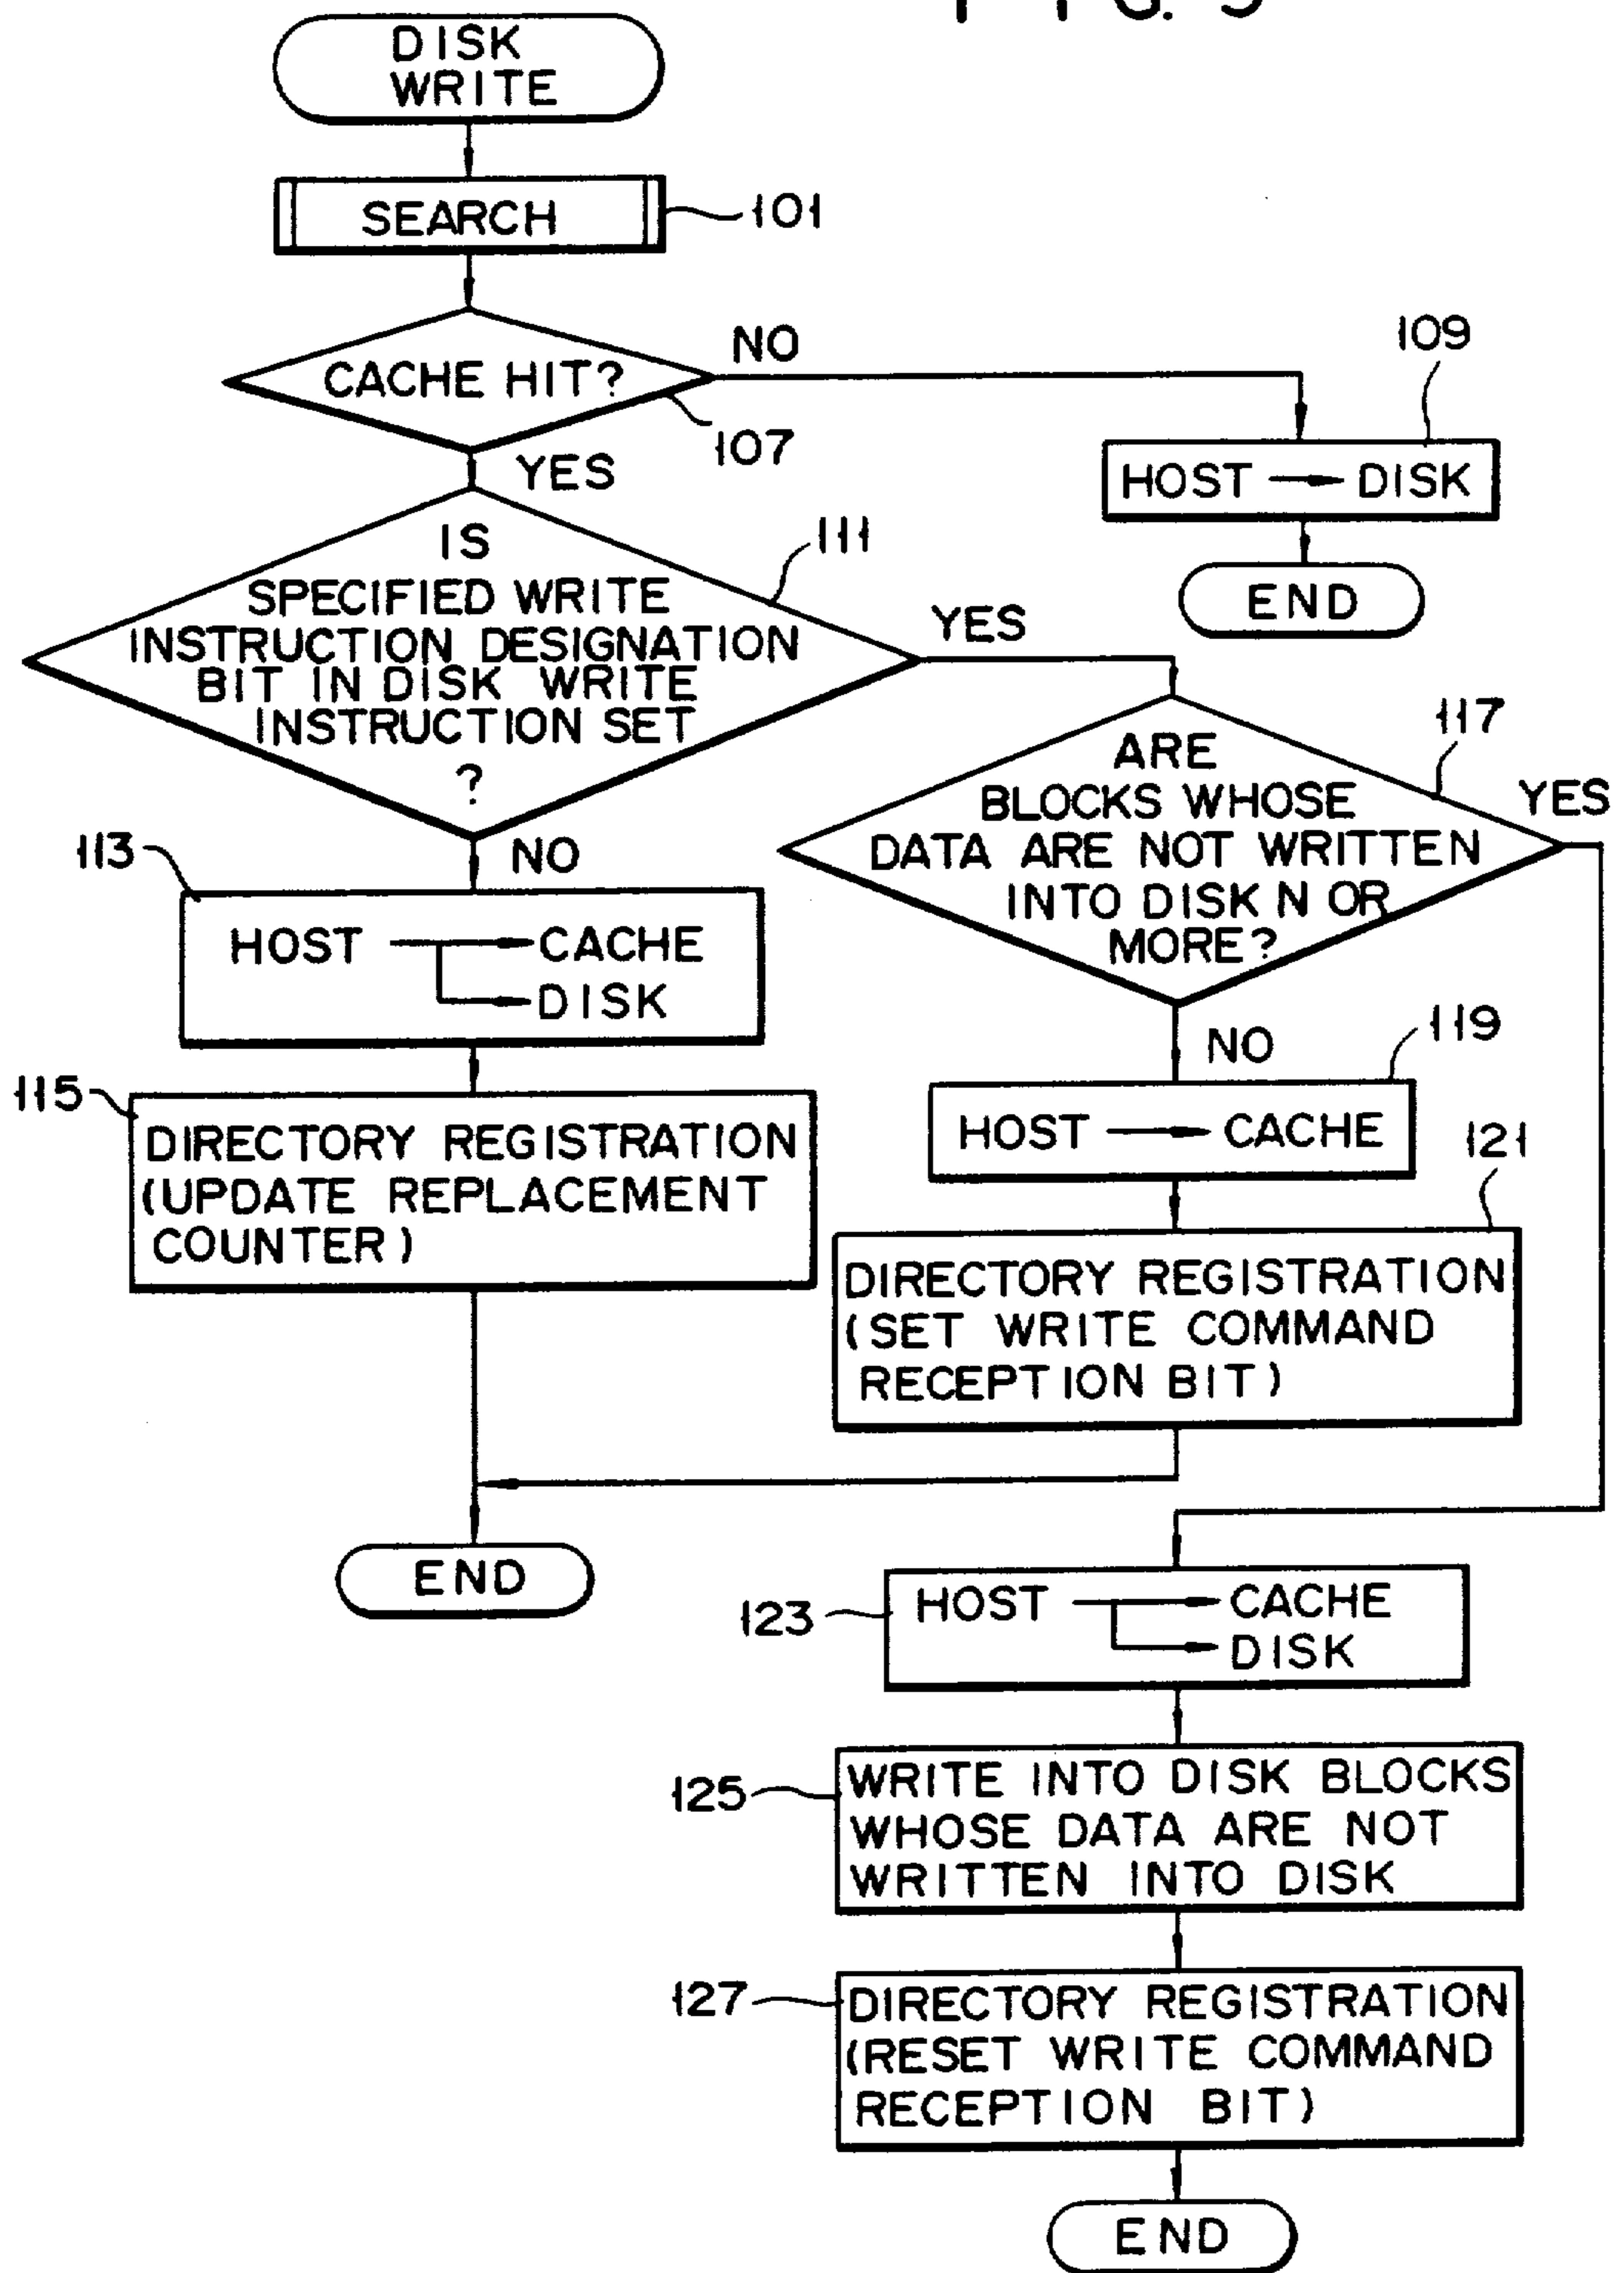 DISK
WRITE
SEARCH
101
CACHE HIT?
NO
107
109
YES
HOST → DISK
END
IS
SPECIFIED WRITE
INSTRUCTION DESIGNATION
BIT IN DISK WRITE
INSTRUCTION SET
?
111
YES
117
ARE
BLOCKS WHOSE
DATA ARE NOT WRITTEN
INTO DISK N OR
MORE?
YES
113
NO
HOST → CACHE
→ DISK
NO
119
115
DIRECTORY REGISTRATION
(UPDATE REPLACEMENT
COUNTER)
HOST → CACHE
121
DIRECTORY REGISTRATION
(SET WRITE COMMAND
RECEPTION BIT)
END
123
HOST → CACHE
→ DISK
125
WRITE INTO DISK BLOCKS
WHOSE DATA ARE NOT
WRITTEN INTO DISK
127
DIRECTORY REGISTRATION
(RESET WRITE COMMAND
RECEPTION BIT)
END